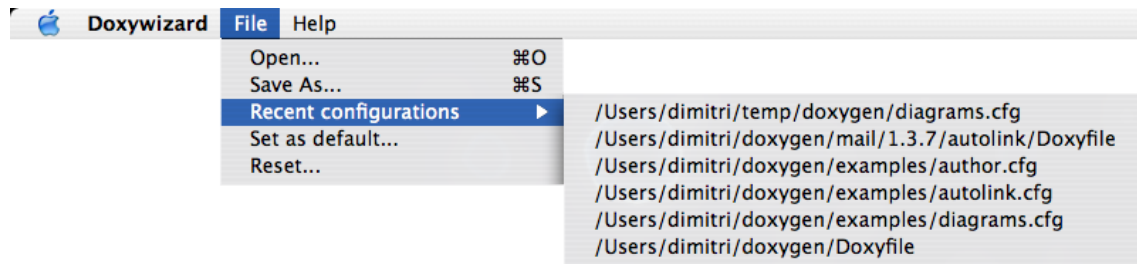 Doxywizard File Help
Open... ⌘O
Save As... ⌘S
Recent configurations ▶
Set as default...
Reset...
/Users/dimitri/temp/doxygen/diagrams.cfg
/Users/dimitri/doxygen/mail/1.3.7/autolink/Doxyfile
/Users/dimitri/doxygen/examples/author.cfg
/Users/dimitri/doxygen/examples/autolink.cfg
/Users/dimitri/doxygen/examples/diagrams.cfg
/Users/dimitri/doxygen/Doxyfile